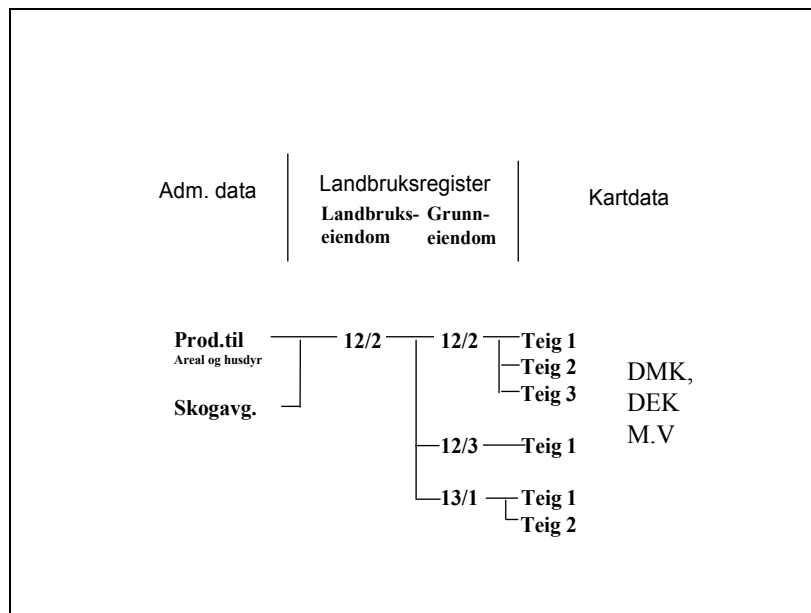 Adm. data
Landbruksregister
Landbruks- Grunn-
eiendom eiendom
Kartdata
Prod.til 12/2 12/2 Teig 1
Areal og husdyr
Teig 2
Skogavg. Teig 3
DMK,
DEK
M.V
12/3 Teig 1
13/1 Teig 1
Teig 2